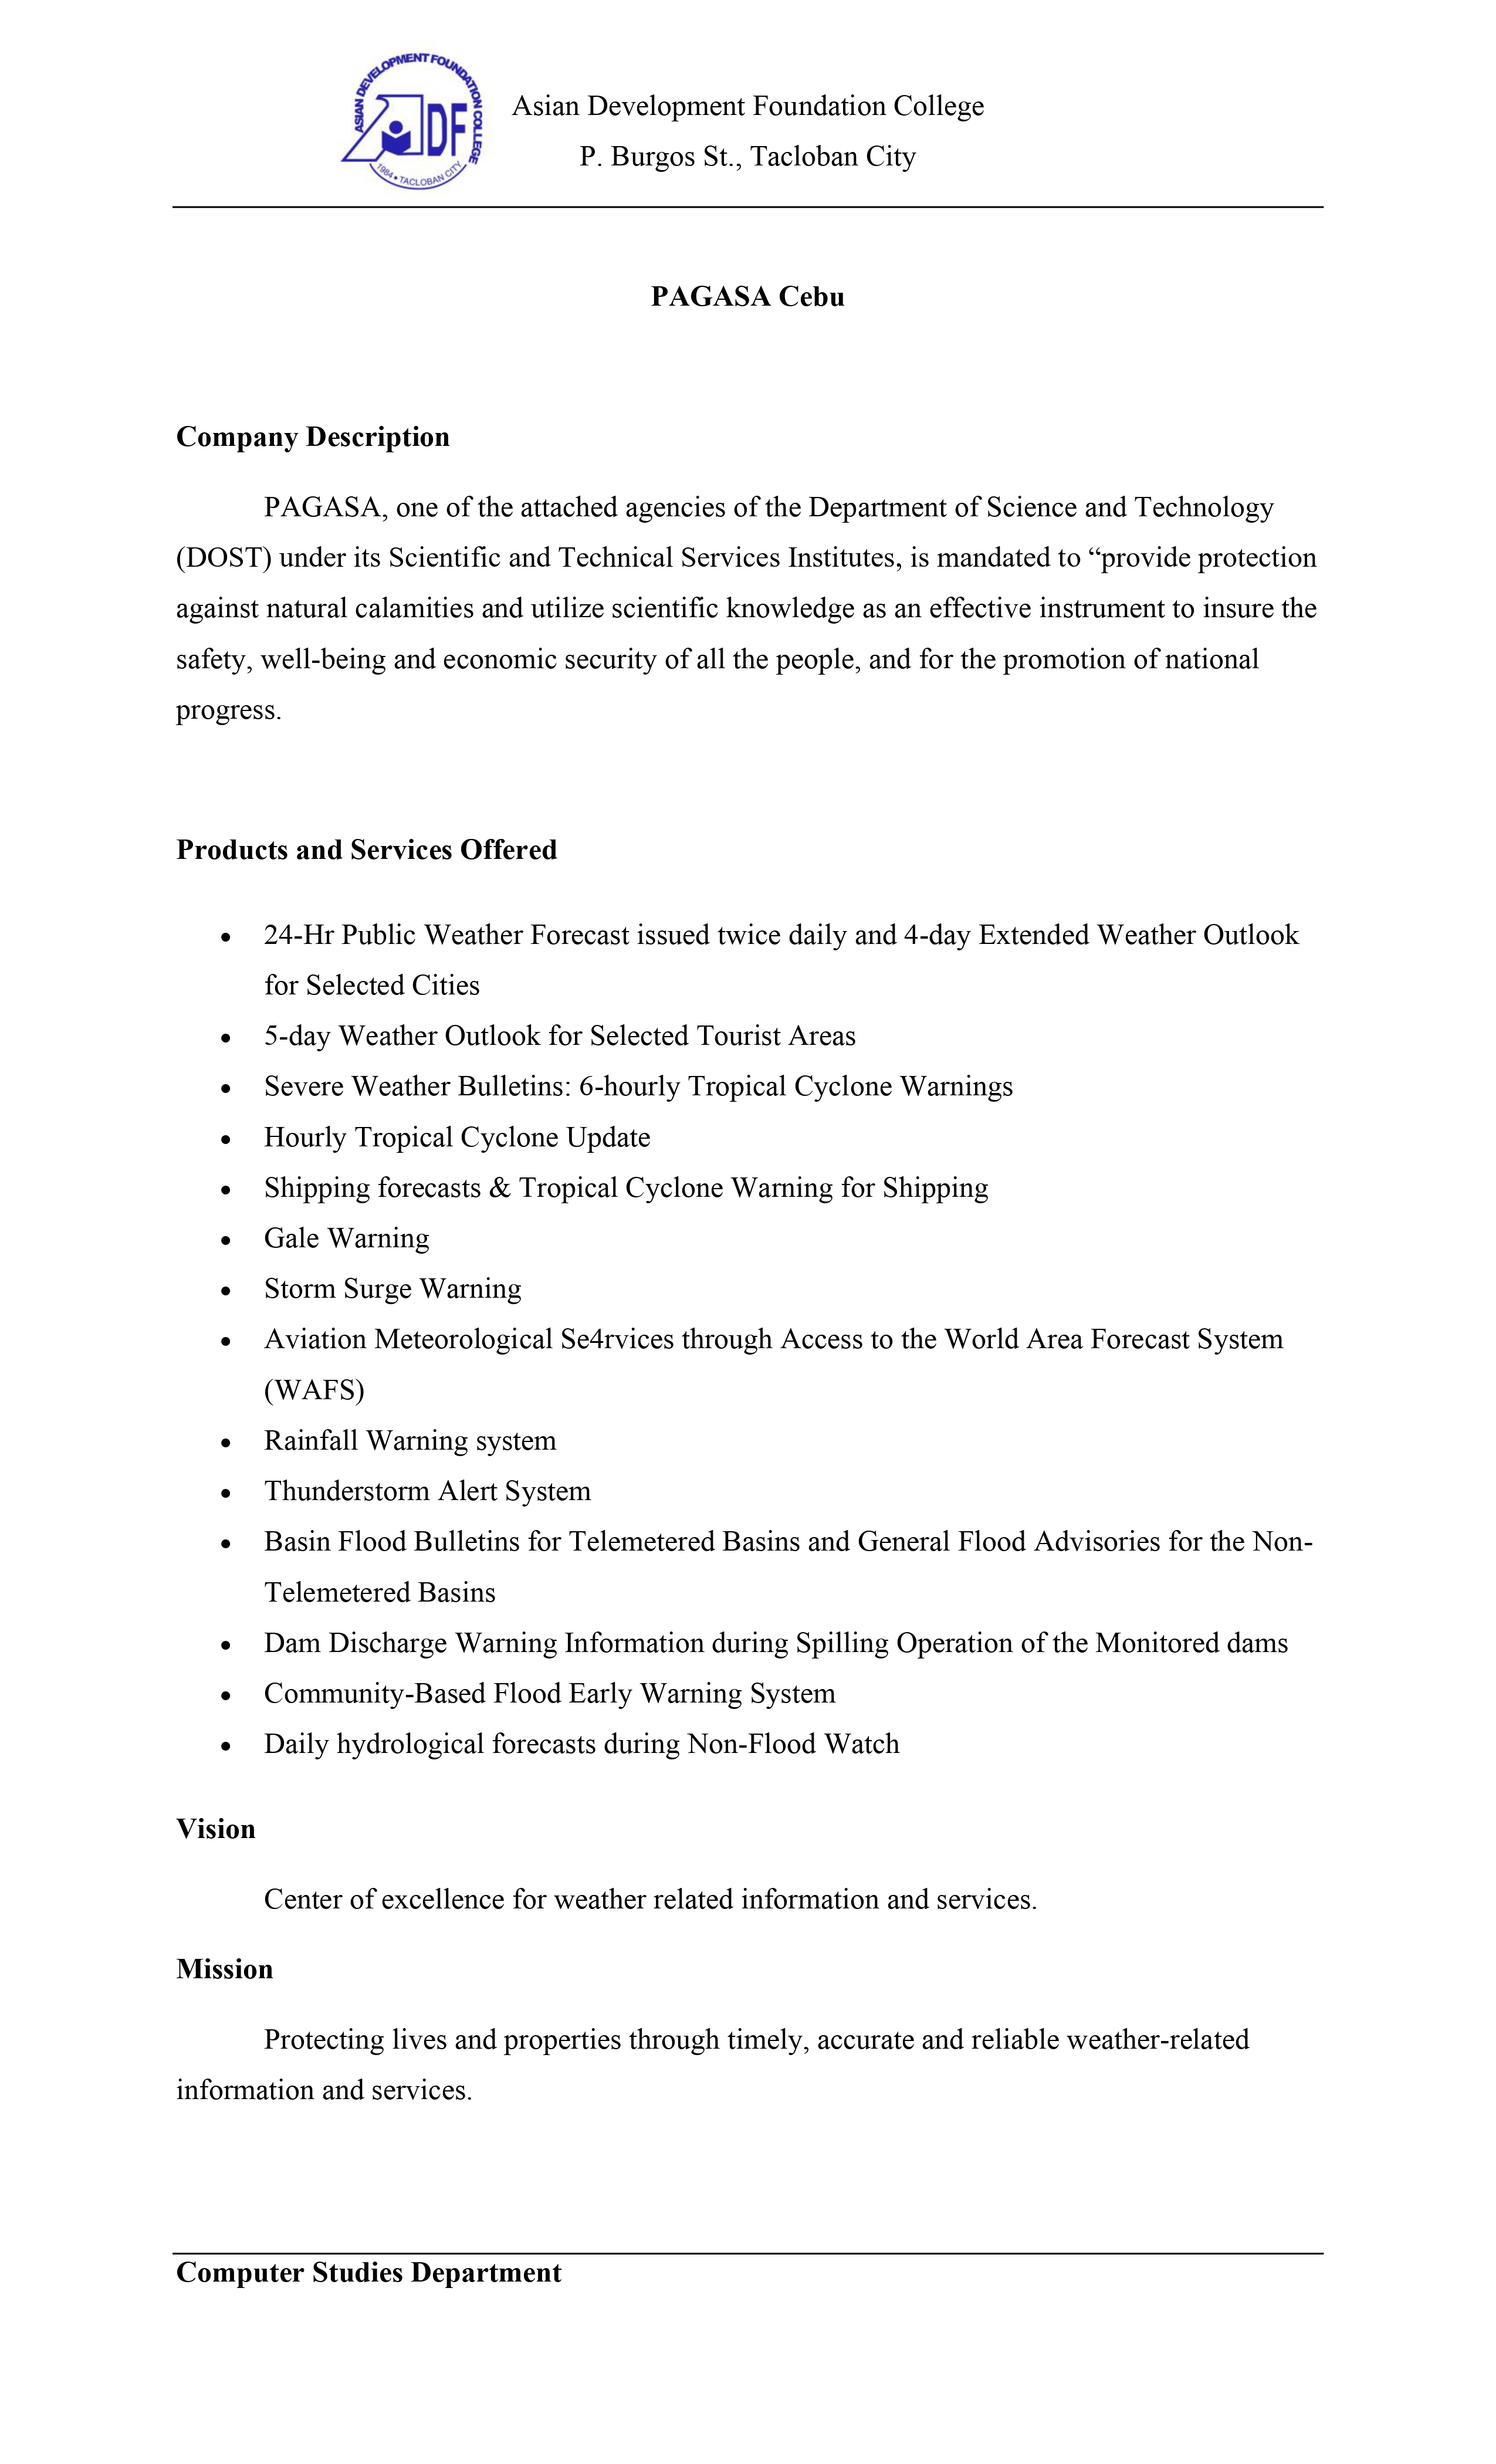 ASIAN DEVELOPMENT FOUNDATION COLLEGE
ADF
1984 • TACLOBAN CITY
Asian Development Foundation College
P. Burgos St., Tacloban City
PAGASA Cebu
Company Description
PAGASA, one of the attached agencies of the Department of Science and Technology
(DOST) under its Scientific and Technical Services Institutes, is mandated to “provide protection
against natural calamities and utilize scientific knowledge as an effective instrument to insure the
safety, well-being and economic security of all the people, and for the promotion of national
progress.
Products and Services Offered
• 24-Hr Public Weather Forecast issued twice daily and 4-day Extended Weather Outlook
for Selected Cities
• 5-day Weather Outlook for Selected Tourist Areas
• Severe Weather Bulletins: 6-hourly Tropical Cyclone Warnings
• Hourly Tropical Cyclone Update
• Shipping forecasts & Tropical Cyclone Warning for Shipping
• Gale Warning
• Storm Surge Warning
• Aviation Meteorological Se4rvices through Access to the World Area Forecast System
(WAFS)
• Rainfall Warning system
• Thunderstorm Alert System
• Basin Flood Bulletins for Telemetered Basins and General Flood Advisories for the Non-
Telemetered Basins
• Dam Discharge Warning Information during Spilling Operation of the Monitored dams
• Community-Based Flood Early Warning System
• Daily hydrological forecasts during Non-Flood Watch
Vision
Center of excellence for weather related information and services.
Mission
Protecting lives and properties through timely, accurate and reliable weather-related
information and services.
Computer Studies Department